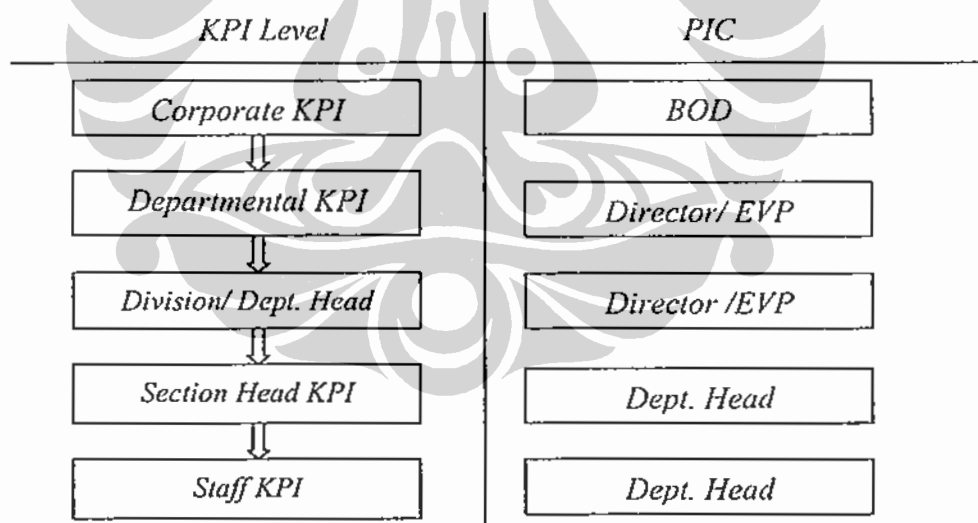 KPI Level PIC
Corporate KPI BOD
Departmental KPI Director/ EVP
Division/ Dept. Head Director /EVP
Section Head KPI Dept. Head
Staff KPI Dept. Head